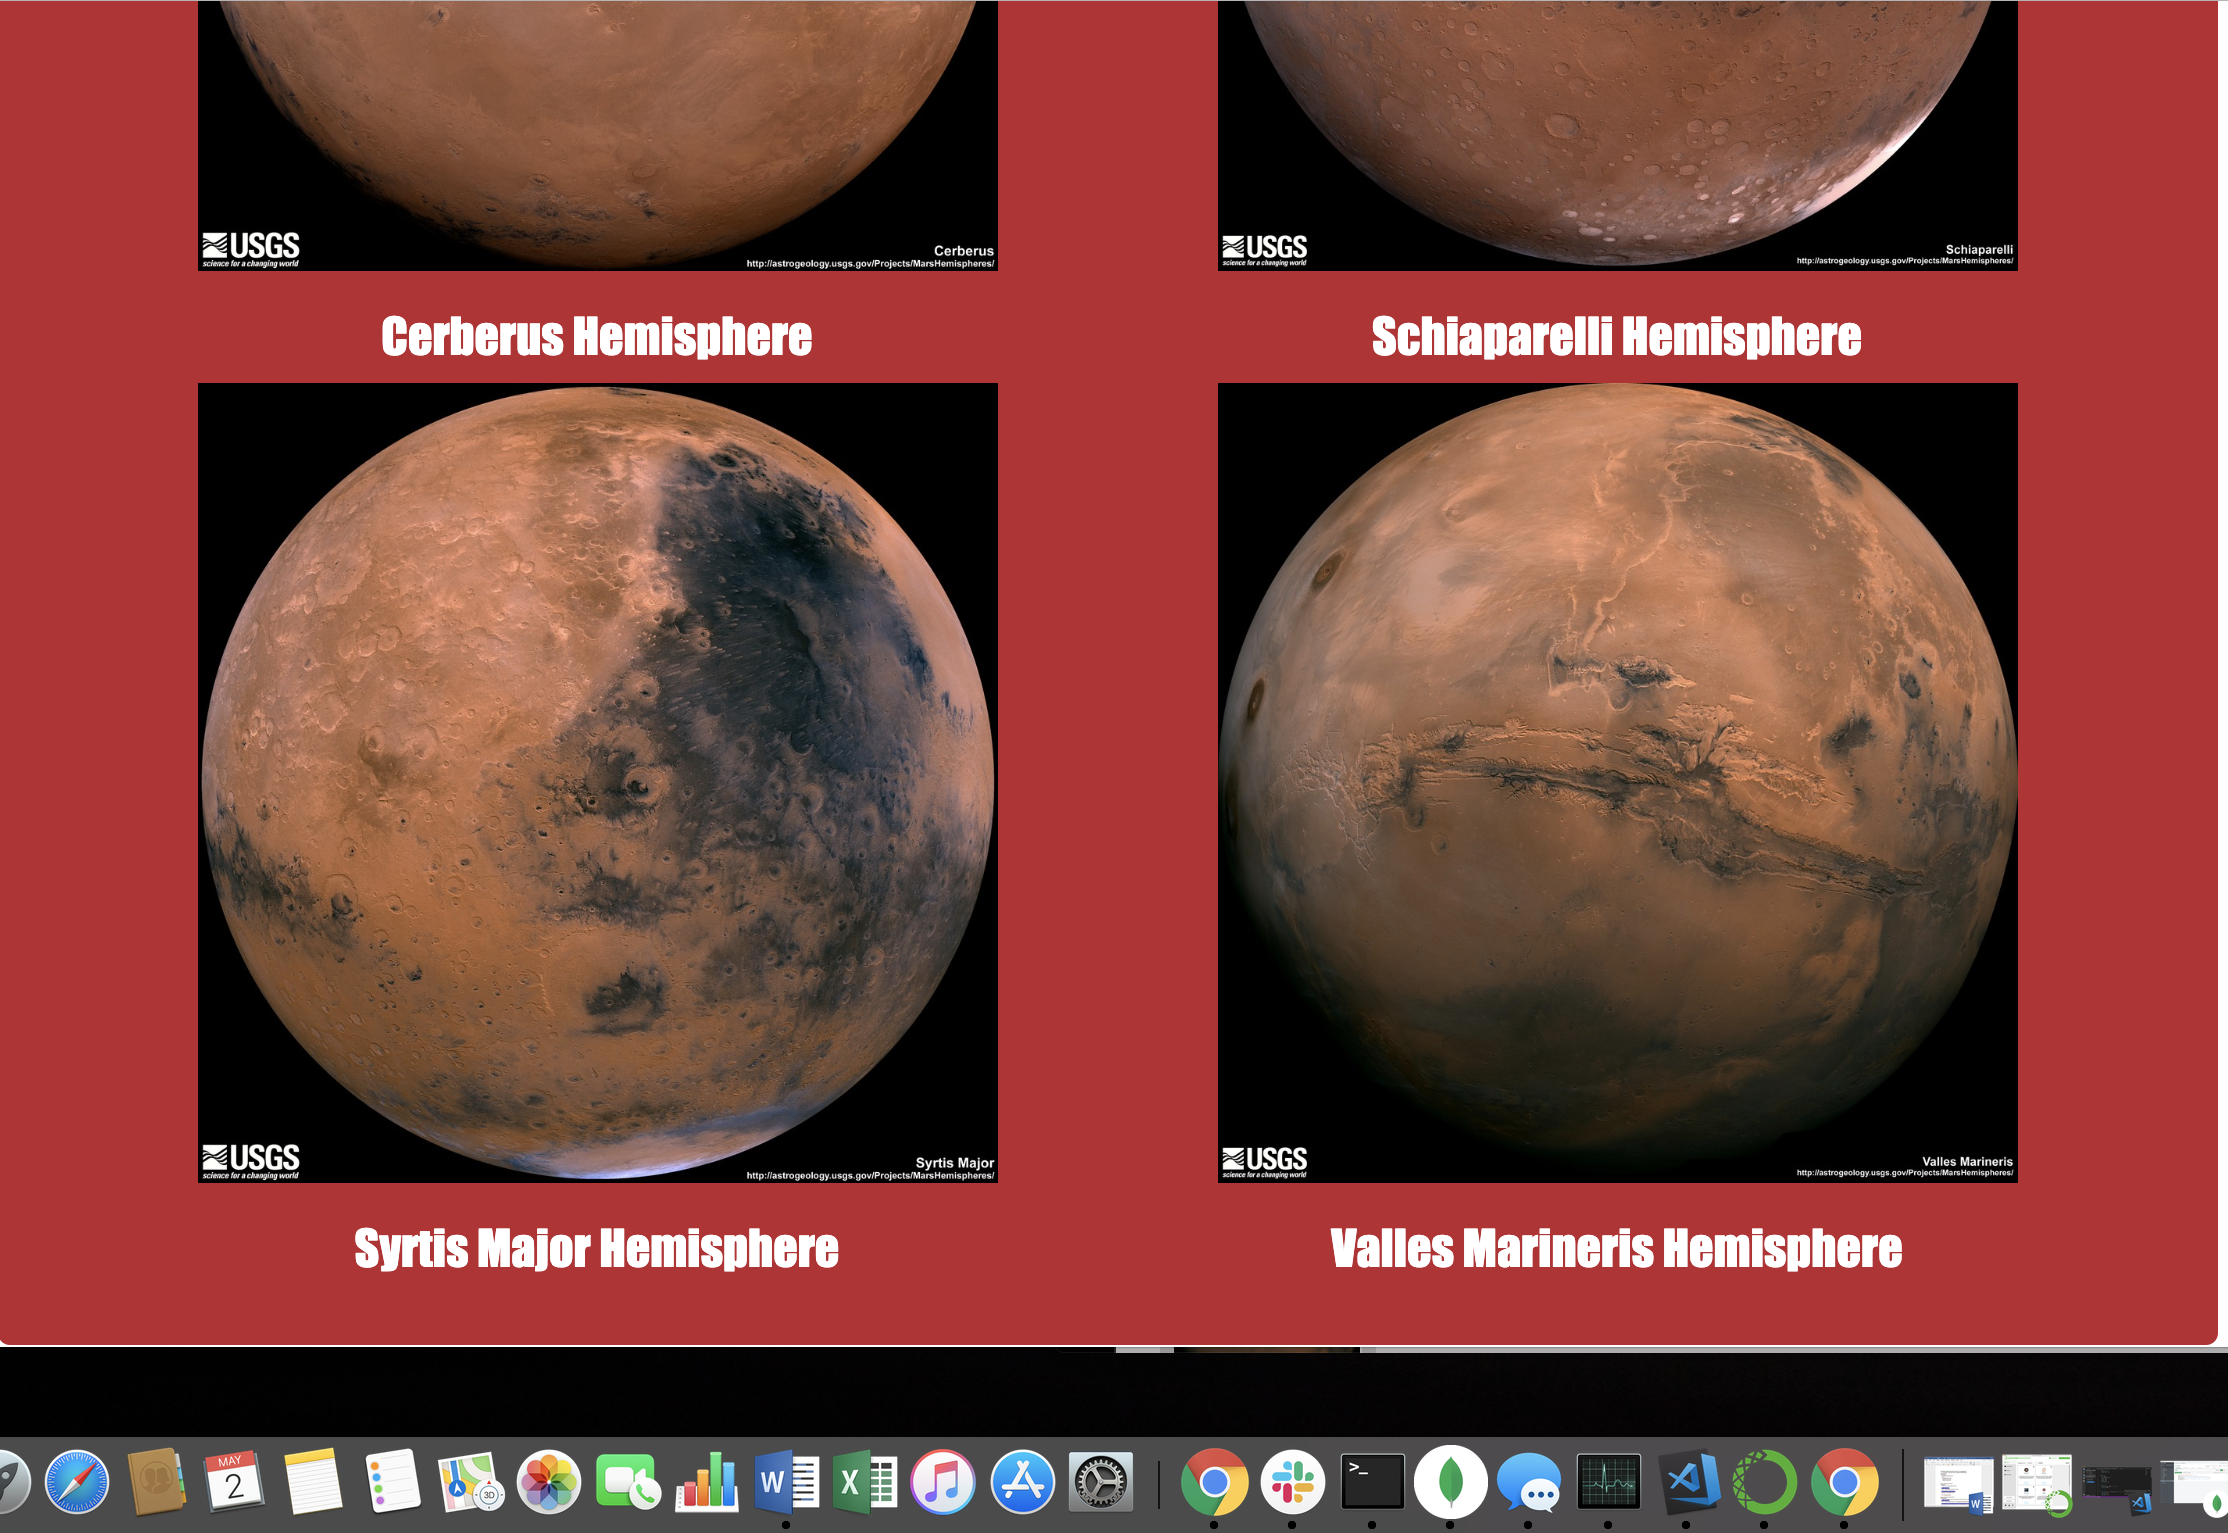 USGS
science for a changing world
Cerberus
http://astrogeology.usgs.gov/Projects/MarsHemispheres/
USGS
science for a changing world
Schiaparelli
http://astrogeology.usgs.gov/Projects/MarsHemispheres/
Cerberus Hemisphere
Schiaparelli Hemisphere
USGS
science for a changing world
Syrtis Major
http://astrogeology.usgs.gov/Projects/MarsHemispheres/
USGS
science for a changing world
Valles Marineris
http://astrogeology.usgs.gov/Projects/MarsHemispheres/
Syrtis Major Hemisphere
Valles Marineris Hemisphere
MAY
2
3D
W
X
>_